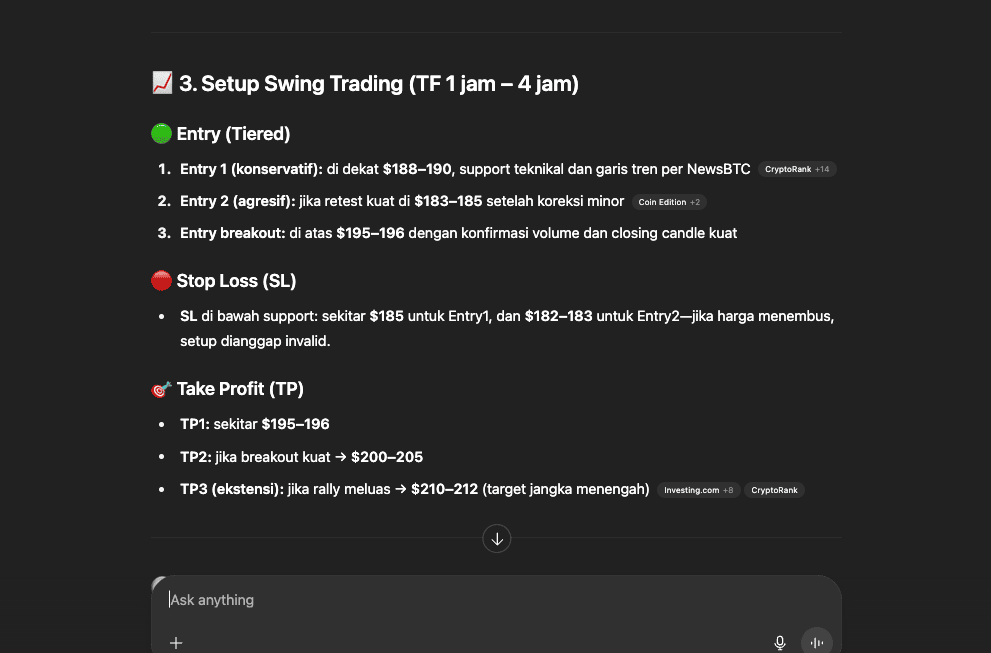 📈 3. Setup Swing Trading (TF 1 jam – 4 jam)
🟢 Entry (Tiered)
1. Entry 1 (konservatif): di dekat $188–190, support teknikal dan garis tren per NewsBTC CryptoRank +14
2. Entry 2 (agresif): jika retest kuat di $183–185 setelah koreksi minor Coin Edition +2
3. Entry breakout: di atas $195–196 dengan konfirmasi volume dan closing candle kuat
🔴 Stop Loss (SL)
• SL di bawah support: sekitar $185 untuk Entry1, dan $182–183 untuk Entry2—jika harga menembus,
setup dianggap invalid.
🎯 Take Profit (TP)
• TP1: sekitar $195–196
• TP2: jika breakout kuat → $200–205
• TP3 (ekstensi): jika rally meluas → $210–212 (target jangka menengah) Investing.com +8 CryptoRank
Ask anything